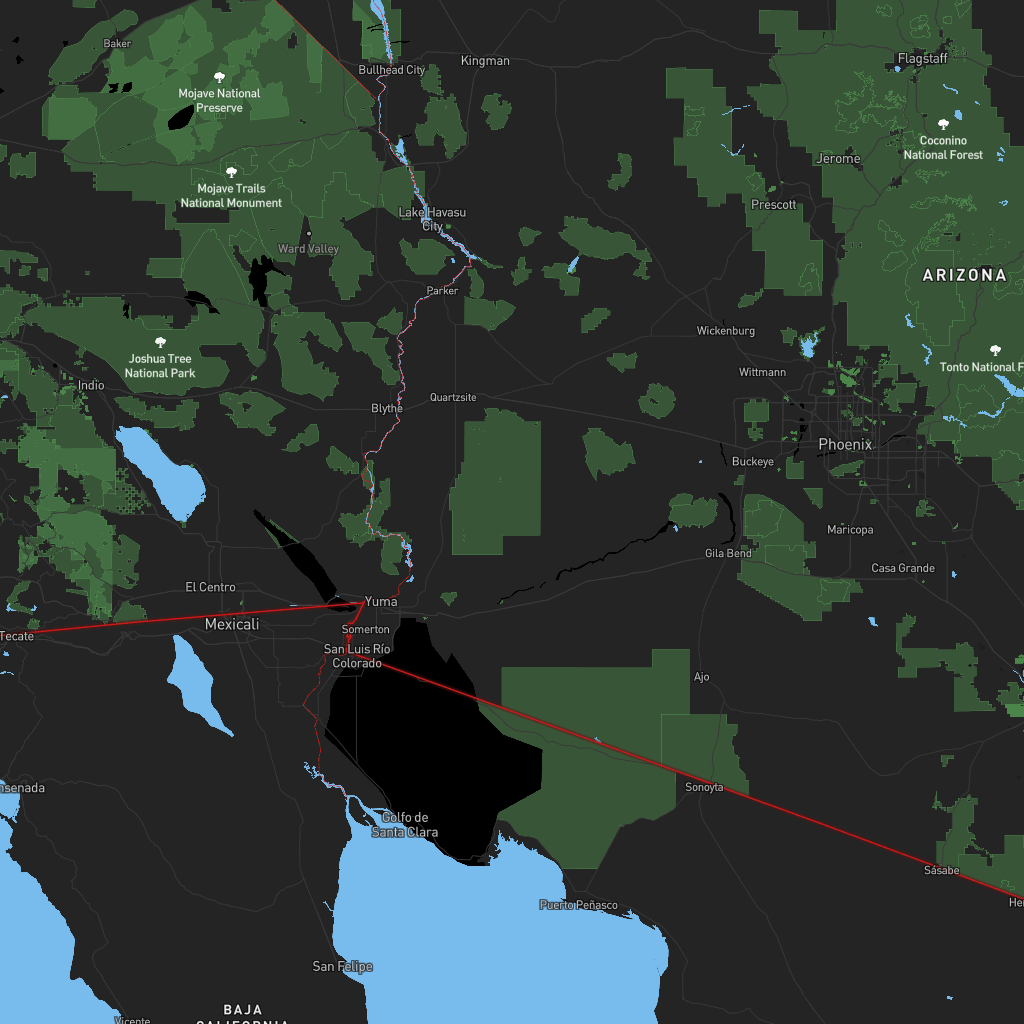 Baker
Kingman
Flagstaff
Bullhead City
Mojave National
Preserve
Coconino
National Forest
Jerome
Mojave Trails
National Monument
Prescott
Lake Havasu
City
Ward Valley
ARIZONA
Parker
Wickenburg
Joshua Tree
National Park
Wittmann
Tonto National F
Indio
Quartzsite
Blythe
Phoenix
Buckeye
Maricopa
Gila Bend
Casa Grande
El Centro
Yuma
Mexicali
Somerton
Tecate
San Luis Río
Colorado
Ajo
nsenada
Sonoyta
Golfo de
Santa Clara
Sásabe
Puerto Peñasco
He
San Felipe
BAJA
CALIFORNIA
Vicente